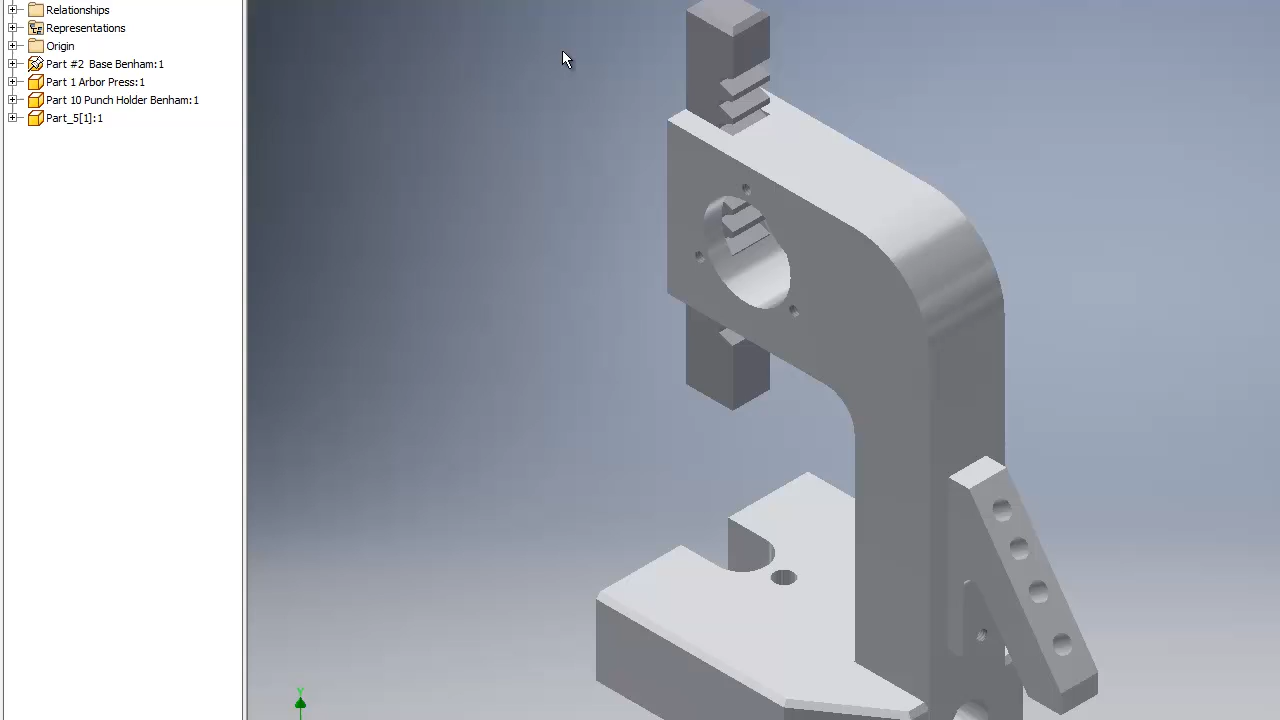 Relationships
Representations
Origin
Part #2  Base Benham:1
Part 1 Arbor Press:1
Part 10 Punch Holder Benham:1
Part_5[1]:1
Y